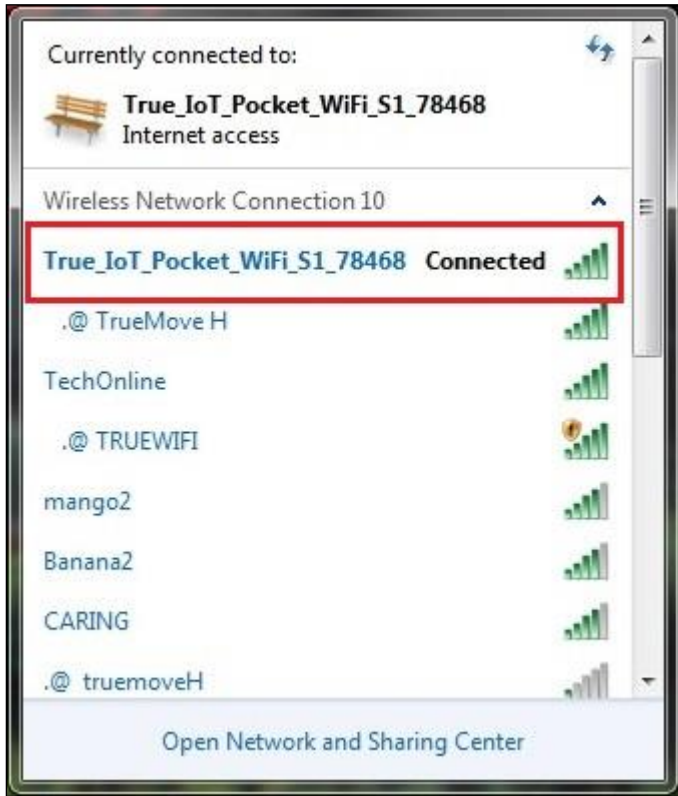 Currently connected to:
True_IoT_Pocket_WiFi_S1_78468
Internet access
Wireless Network Connection 10
True_IoT_Pocket_WiFi_S1_78468 Connected
.@ TrueMove H
TechOnline
.@ TRUEWIFI
mango2
Banana2
CARING
.@ truemoveH
Open Network and Sharing Center